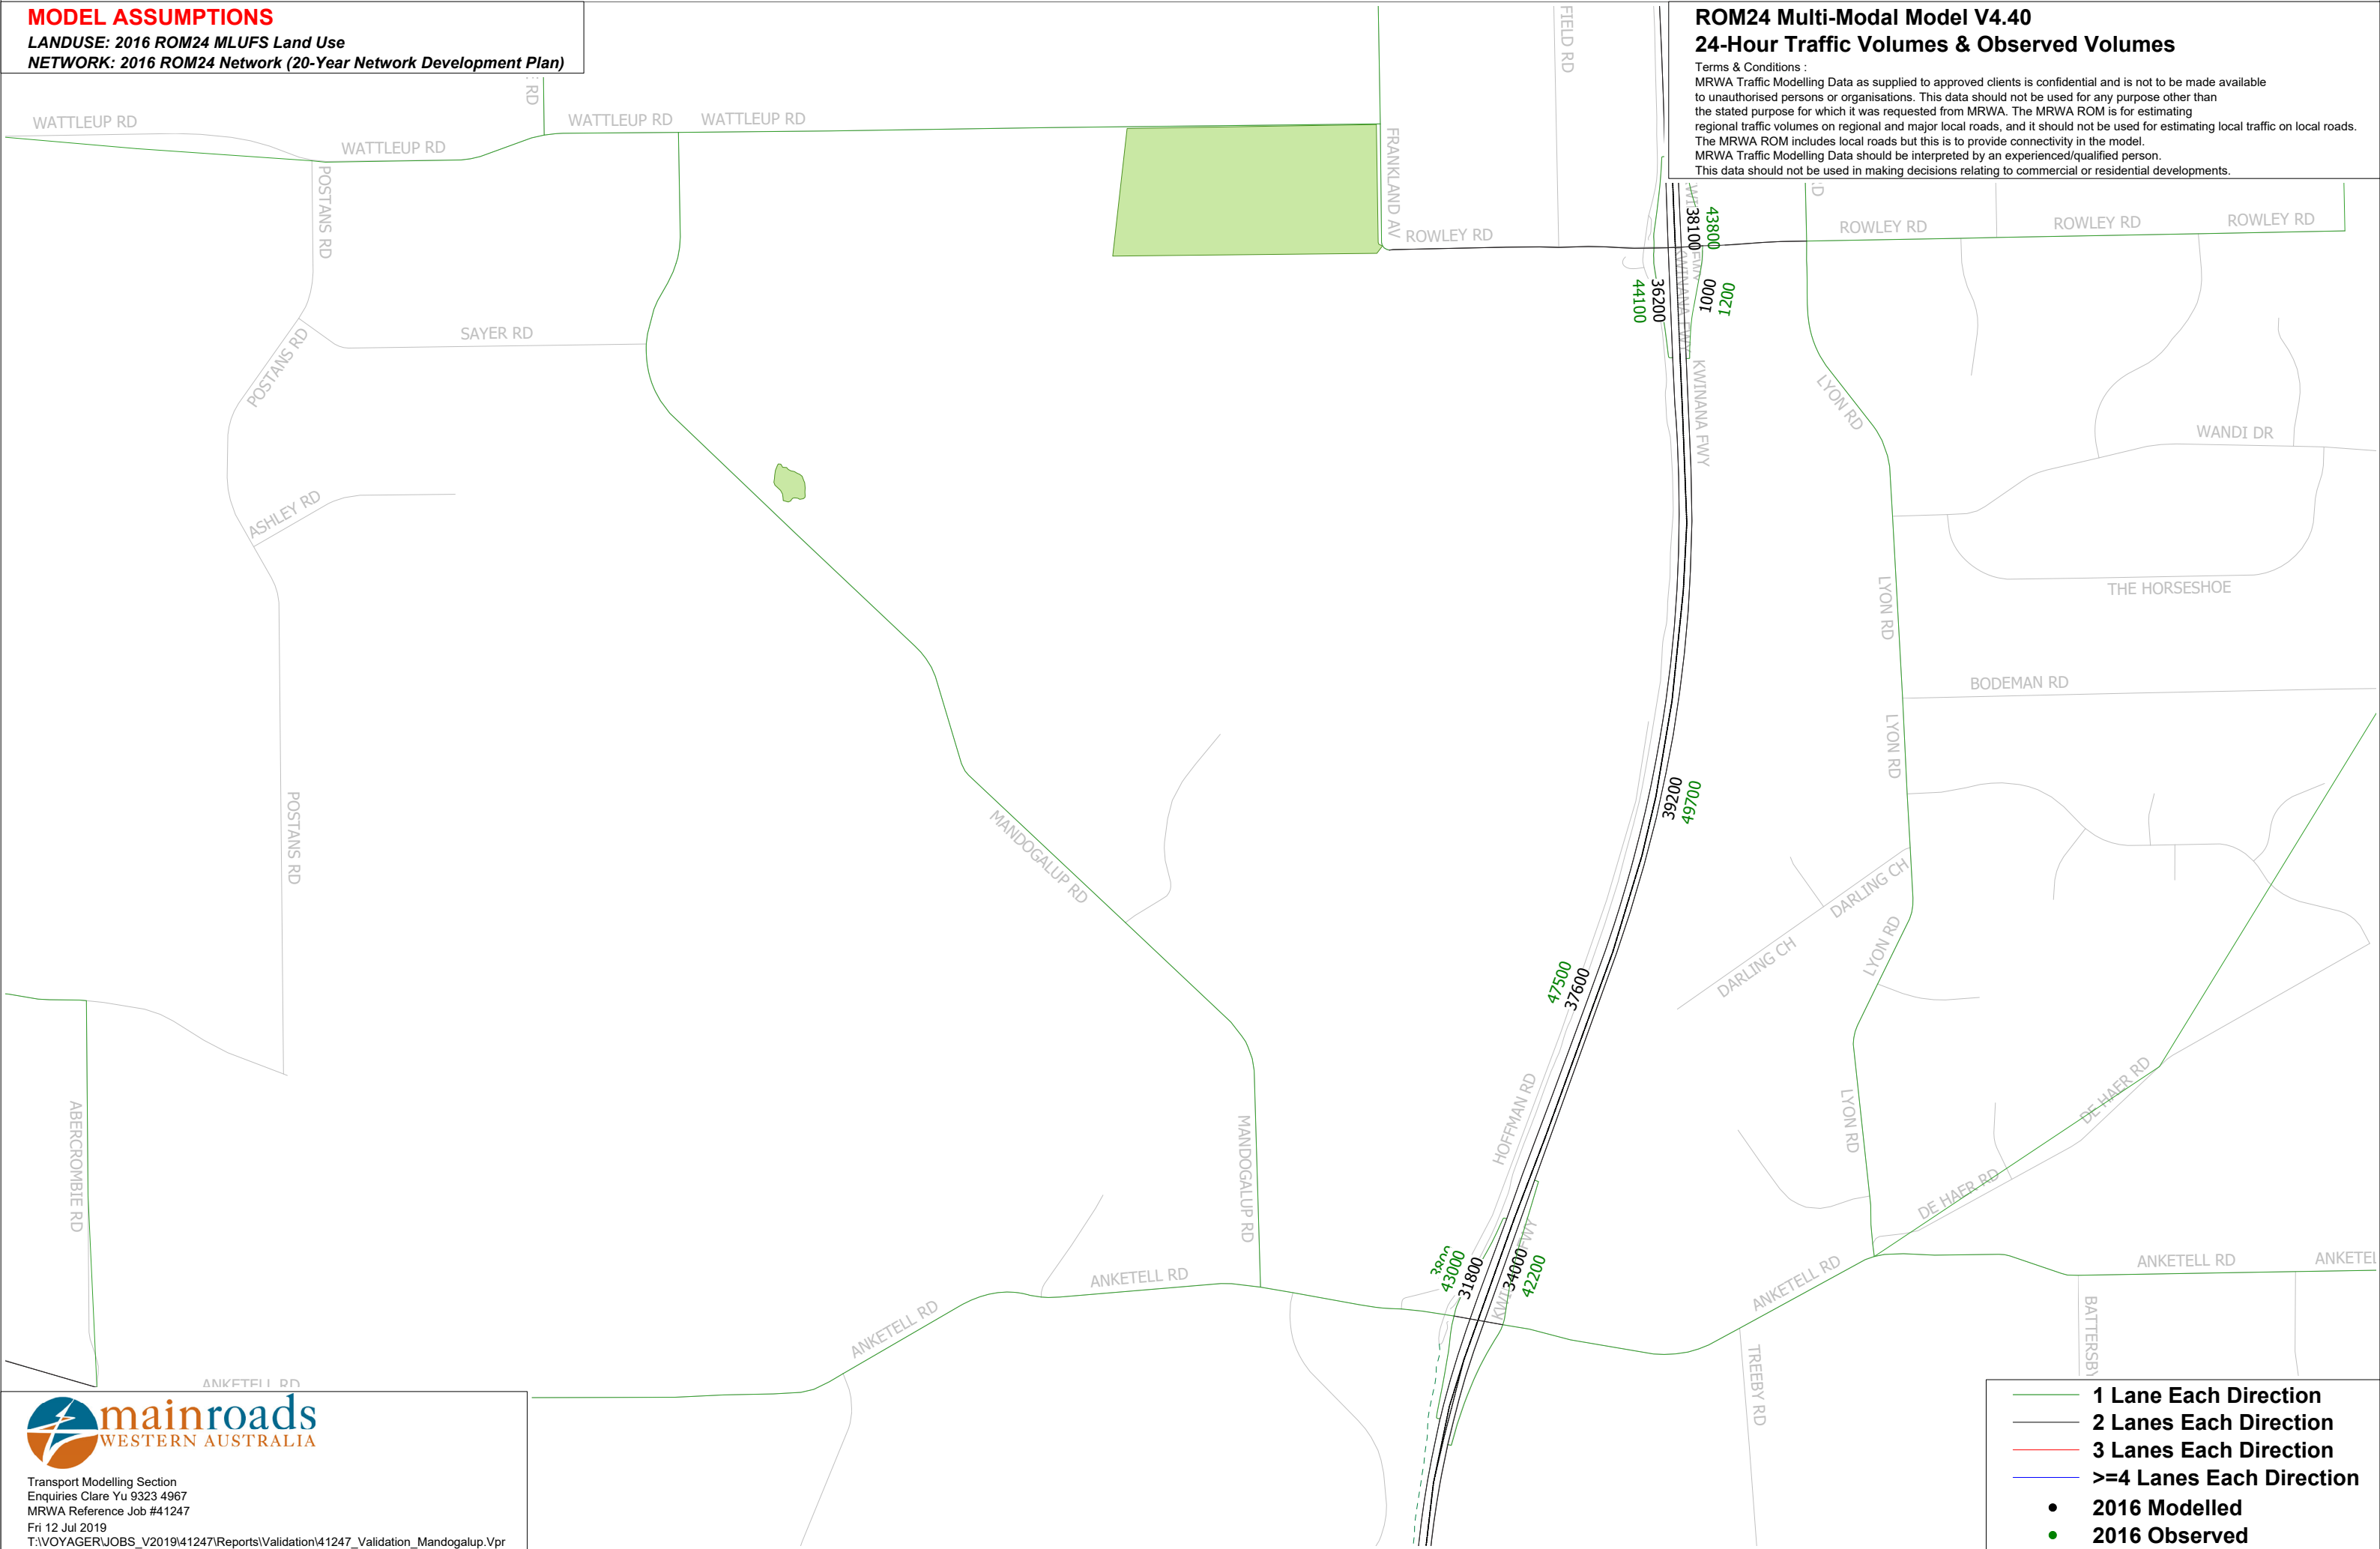 MODEL ASSUMPTIONS
LANDUSE: 2016 ROM24 MLUFS Land Use
NETWORK: 2016 ROM24 Network (20-Year Network Development Plan)
ROM24 Multi-Modal Model V4.40
24-Hour Traffic Volumes & Observed Volumes
Terms & Conditions :
MRWA Traffic Modelling Data as supplied to approved clients is confidential and is not to be made available
to unauthorised persons or organisations. This data should not be used for any purpose other than
the stated purpose for which it was requested from MRWA. The MRWA ROM is for estimating
regional traffic volumes on regional and major local roads, and it should not be used for estimating local traffic on local roads.
The MRWA ROM includes local roads but this is to provide connectivity in the model.
MRWA Traffic Modelling Data should be interpreted by an experienced/qualified person.
This data should not be used in making decisions relating to commercial or residential developments.
FIELD RD
RD
WATTLEUP RD
WATTLEUP RD
WATTLEUP RD
WATTLEUP RD
POSTANS RD
FRANKLAND AV
ROWLEY RD
38100
43800
ROWLEY RD
ROWLEY RD
ROWLEY RD
KWINANA FWY
44100
36200
1000
1200
SAYER RD
POSTANS RD
KWINANA FWY
LYON RD
WANDI DR
ASHLEY RD
LYON RD
THE HORSESHOE
BODEMAN RD
LYON RD
39200
49700
POSTANS RD
MANDOGALUP RD
DARLING CH
DARLING CH
LYON RD
47500
37600
HOFFMAN RD
ABERCROMBIE RD
MANDOGALUP RD
LYON RD
DE HAER RD
DE HAER RD
3800
43000
31800
34000
42200
FWY
ANKETELL RD
ANKETELL RD
ANKETELL RD
ANKETEL
ANKETELL RD
BATTERSBY
TREEBY RD
ANKETELL RD
mainroads
WESTERN AUSTRALIA
Transport Modelling Section
Enquiries Clare Yu 9323 4967
MRWA Reference Job #41247
Fri 12 Jul 2019
T:\VOYAGER\JOBS_V2019\41247\Reports\Validation\41247_Validation_Mandogalup.Vpr
1 Lane Each Direction
2 Lanes Each Direction
3 Lanes Each Direction
>=4 Lanes Each Direction
2016 Modelled
2016 Observed